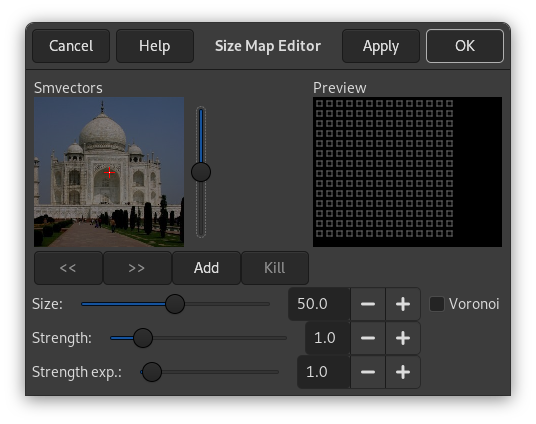 Cancel Help Size Map Editor Apply OK
Smvectors Preview
<< >> Add Kill
Size: 50.0 Voronoi
Strength: 1.0
Strength exp.: 1.0